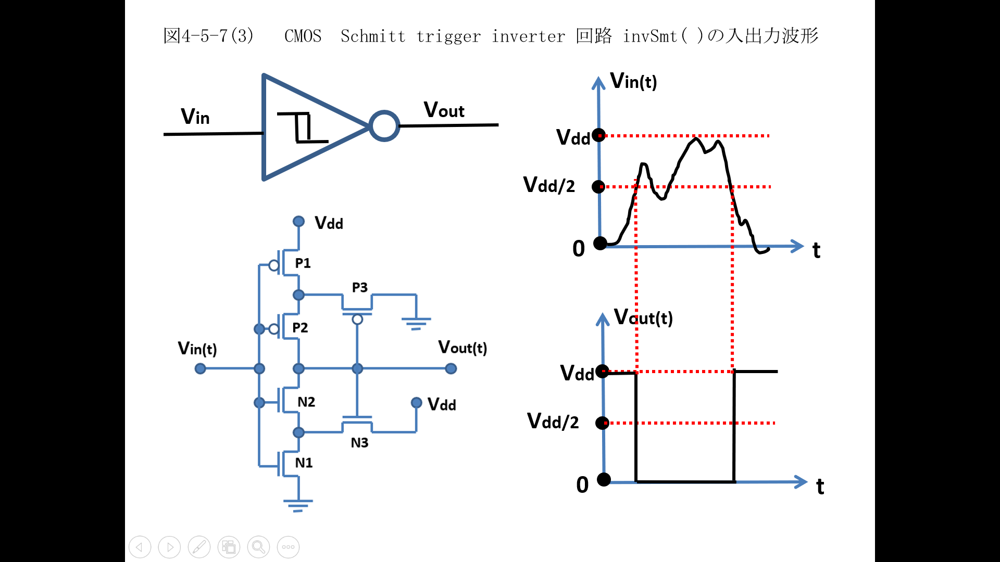 図4-5-7(3)   CMOS  Schmitt trigger inverter 回路 invSmt( )の入出力波形
Vin
Vout
Vin(t)
Vdd
Vdd/2
0
t
Vdd
P1
P3
P2
Vin(t)
Vout(t)
N2
Vdd
N3
N1
Vout(t)
Vdd
Vdd/2
0
t